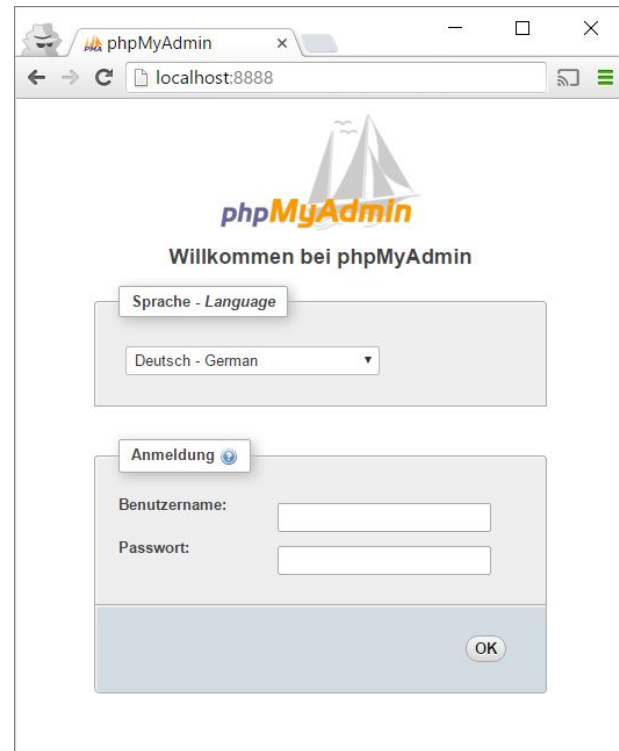 phpMyAdmin
localhost:8888
phpMyAdmin
Willkommen bei phpMyAdmin
Sprache - Language
Deutsch - German
Anmeldung
Benutzername:
Passwort:
OK